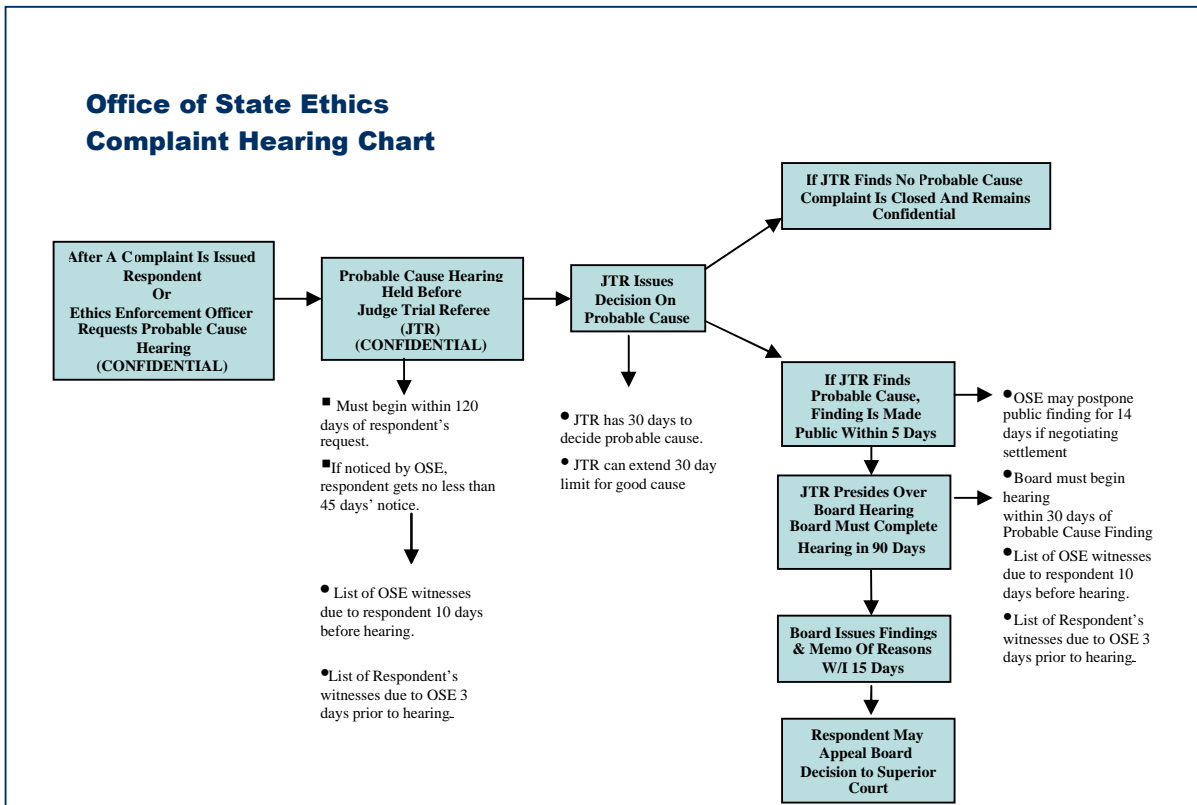 Office of State Ethics
Complaint Hearing Chart
If JTR Finds No Probable Cause
Complaint Is Closed And Remains
Confidential
After A Complaint Is Issued
Respondent
Or
Ethics Enforcement Officer
Requests Probable Cause
Hearing
(CONFIDENTIAL)
Probable Cause Hearing
Held Before
Judge Trial Referee
(JTR)
(CONFIDENTIAL)
JTR Issues
Decision On
Probable Cause
■ Must begin within 120
days of respondent's
request.
■If noticed by OSE,
respondent gets no less than
45 days' notice.
● List of OSE witnesses
due to respondent 10 days
before hearing.
●List of Respondent's
witnesses due to OSE 3
days prior to hearing.
● JTR has 30 days to
decide probable cause.
● JTR can extend 30 day
limit for good cause
If JTR Finds
Probable Cause,
Finding Is Made
Public Within 5 Days
●OSE may postpone
public finding for 14
days if negotiating
settlement
JTR Presides Over
Board Hearing
Board Must Complete
Hearing in 90 Days
●Board must begin
hearing
within 30 days of
Probable Cause Finding
●List of OSE witnesses
due to respondent 10
days before hearing.
●List of Respondent's
witnesses due to OSE 3
days prior to hearing.
Board Issues Findings
& Memo Of Reasons
W/I 15 Days
Respondent May
Appeal Board
Decision to Superior
Court